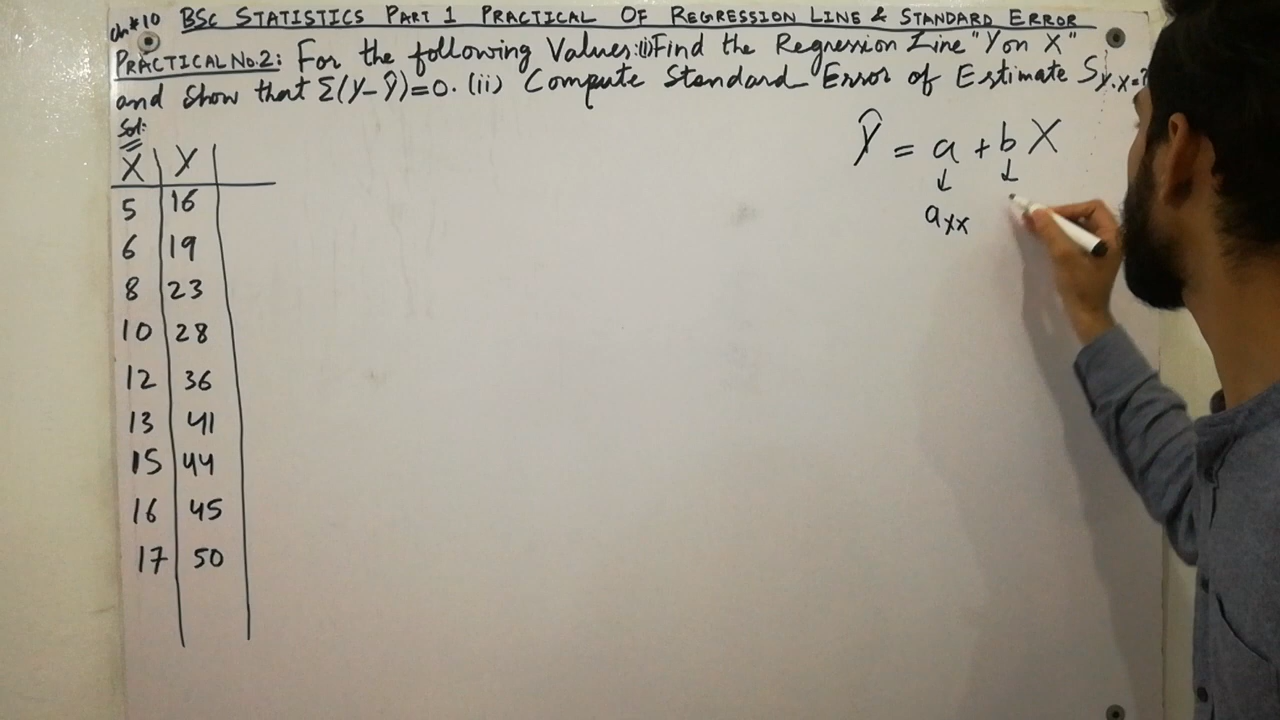 Ch#10 BSC STATISTICS PART 1 PRACTICAL OF REGRESSION LINE & STANDARD ERROR
PRACTICAL No.2: For the following Values:(i)Find the Regression Line "Y on X"
and Show that Σ(Y-Ŷ)=0. (ii) Compute Standard Error of Estimate S_Y.X=?
Sol:
Ŷ = a + b X
↓ ↓
a_YX
X Y
5 16
6 19
8 23
10 28
12 36
13 41
15 44
16 45
17 50